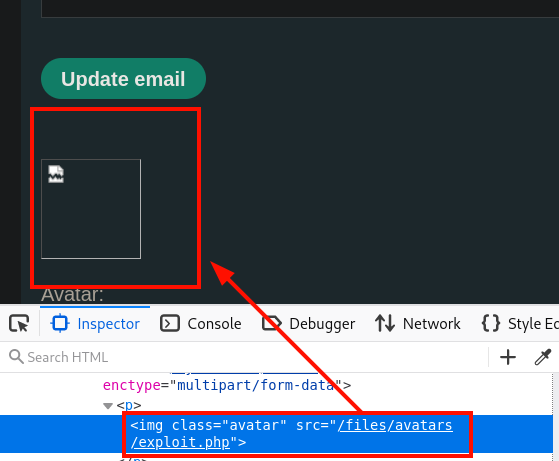 Update email
Avatar:
Inspector Console Debugger Network Style Ed
Search HTML
enctype="multipart/form-data">
<p>
<img class="avatar" src="/files/avatars
/exploit.php">